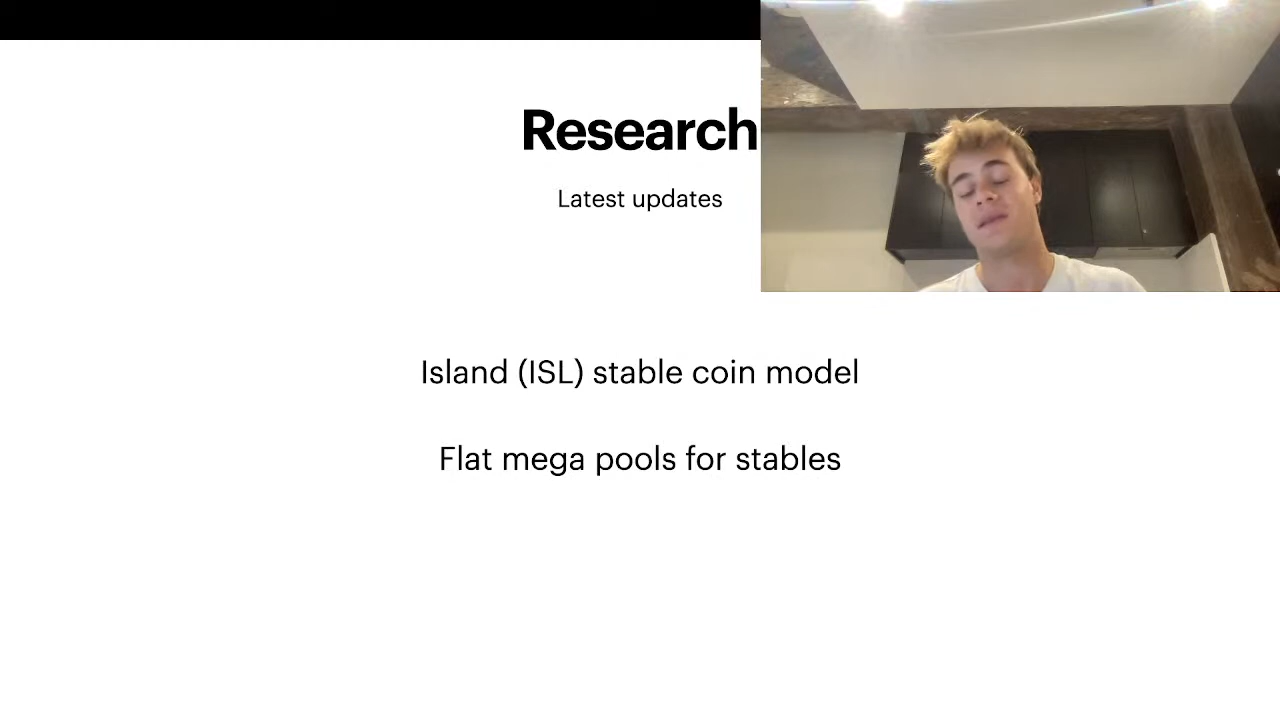 Research
Latest updates
Island (ISL) stable coin model
Flat mega pools for stables